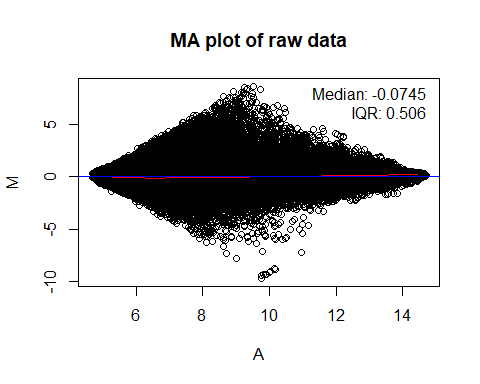 MA plot of raw data
Median: -0.0745
IQR: 0.506
M
5
0
-5
-10
6 8 10 12 14
A